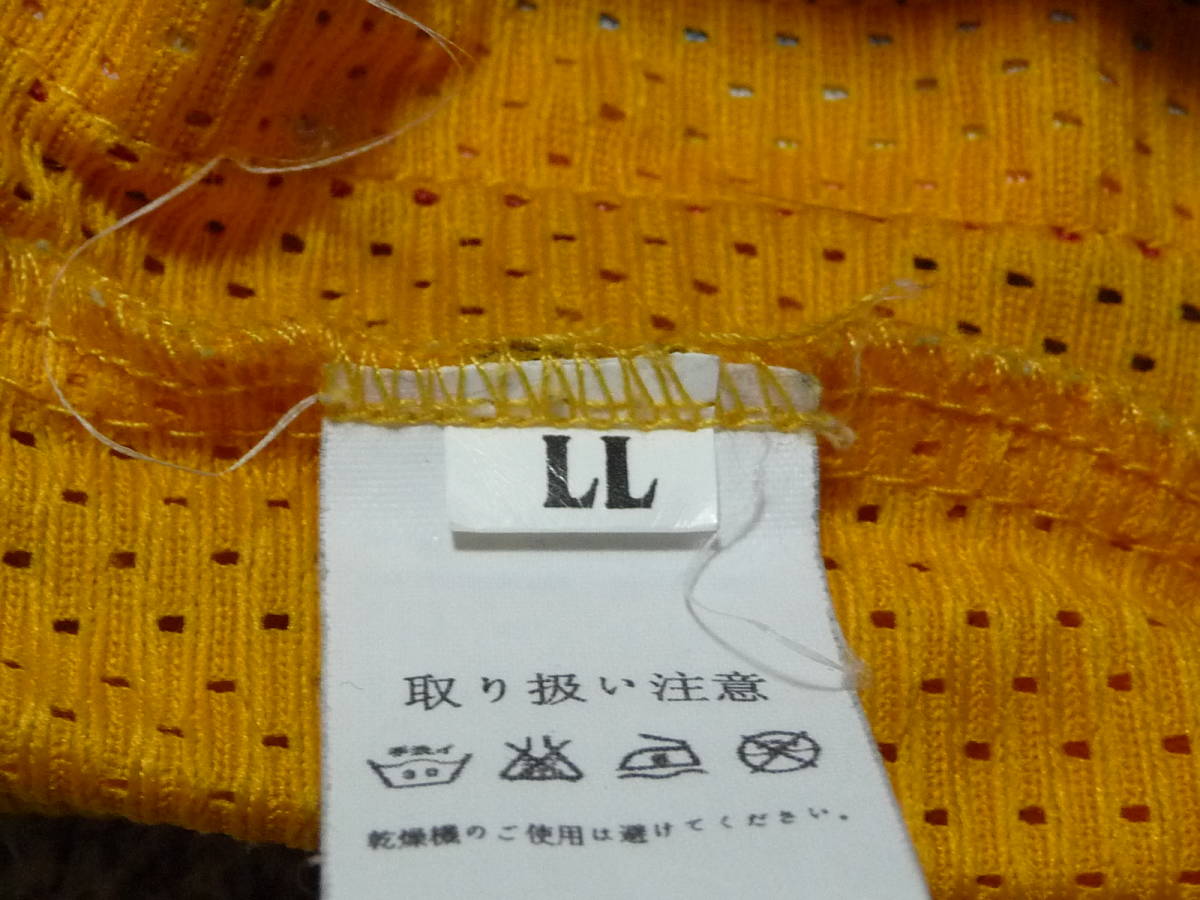 LL
取り扱い注意
手洗イ
乾燥機のご使用は避けてください。